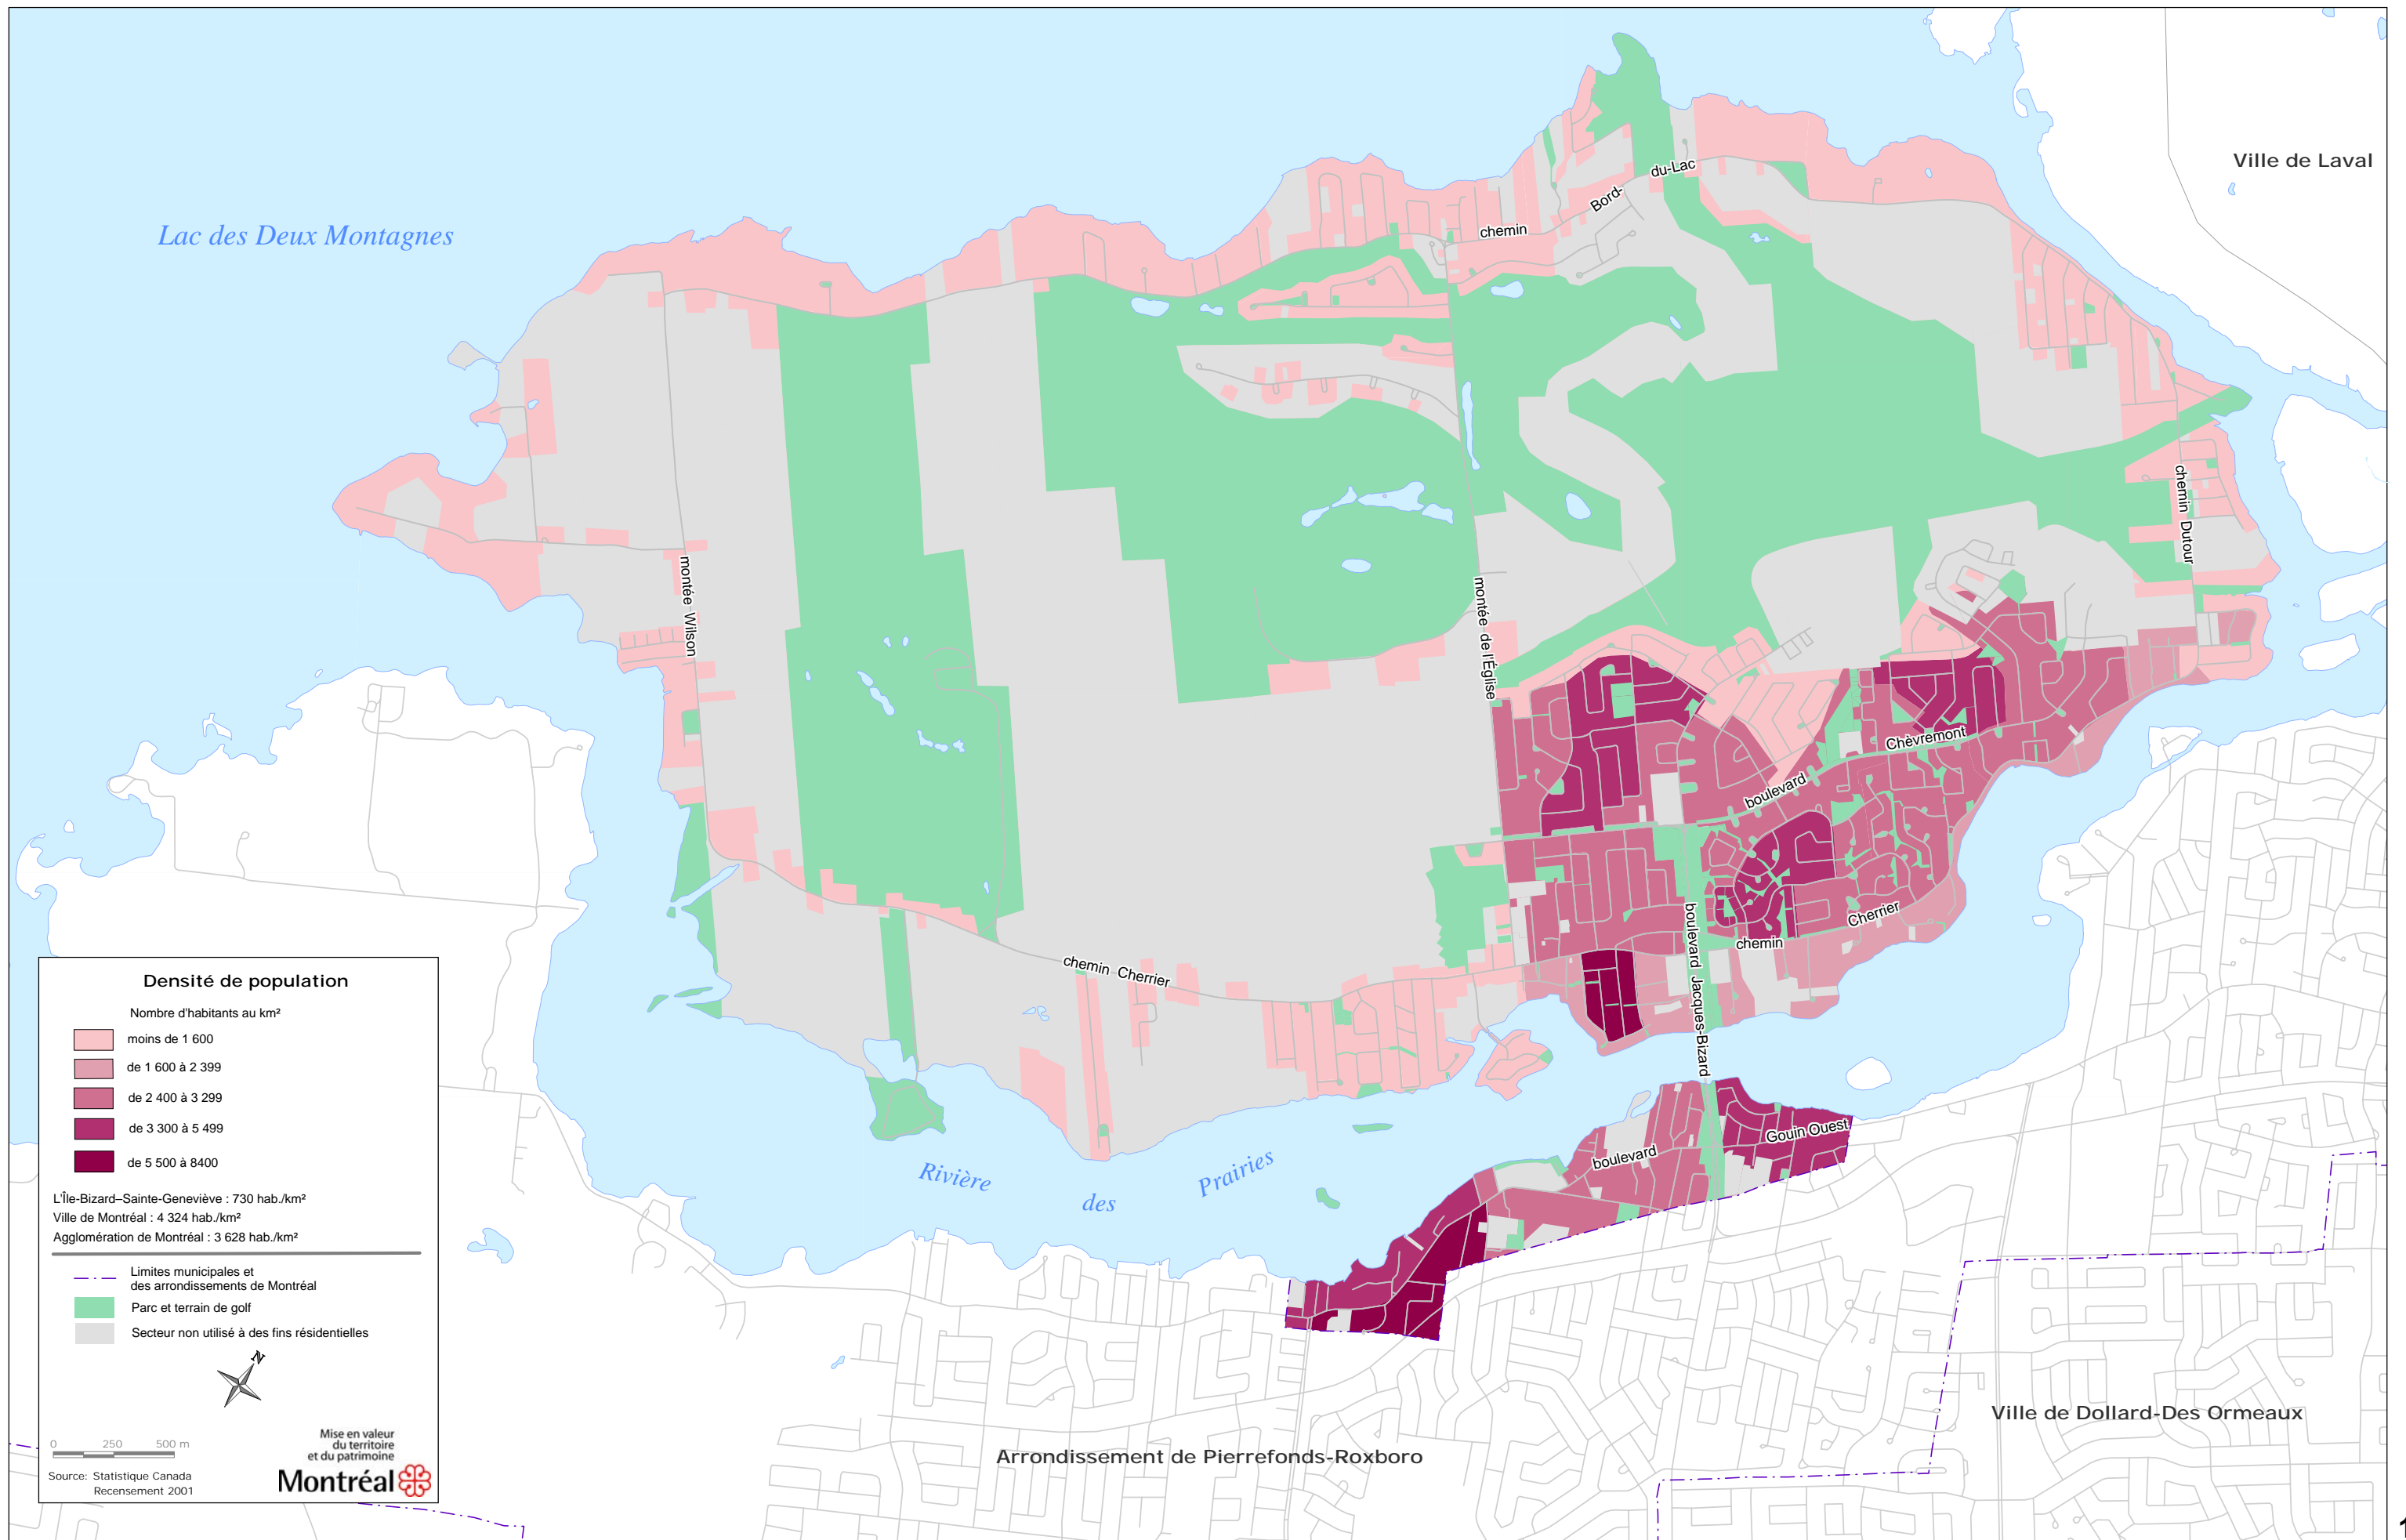 Ville de Laval
Lac des Deux Montagnes
du-Lac
Bord-
chemin
chemin Dutour
montée Wilson
montée de l'Église
Chèvremont
boulevard
Cherrier
chemin
boulevard Jacques-Bizard
chemin Cherrier
Gouin Ouest
boulevard
Rivière
des
Prairies
Densité de population
Nombre d'habitants au km²
moins de 1 600
de 1 600 à 2 399
de 2 400 à 3 299
de 3 300 à 5 499
de 5 500 à 8400
L'Île-Bizard–Sainte-Geneviève : 730 hab./km²
Ville de Montréal : 4 324 hab./km²
Agglomération de Montréal : 3 628 hab./km²
Limites municipales et
des arrondissements de Montréal
Parc et terrain de golf
Secteur non utilisé à des fins résidentielles
N
0 250 500 m
Source: Statistique Canada
Recensement 2001
Mise en valeur
du territoire
et du patrimoine
Montréal
Arrondissement de Pierrefonds-Roxboro
Ville de Dollard-Des Ormeaux